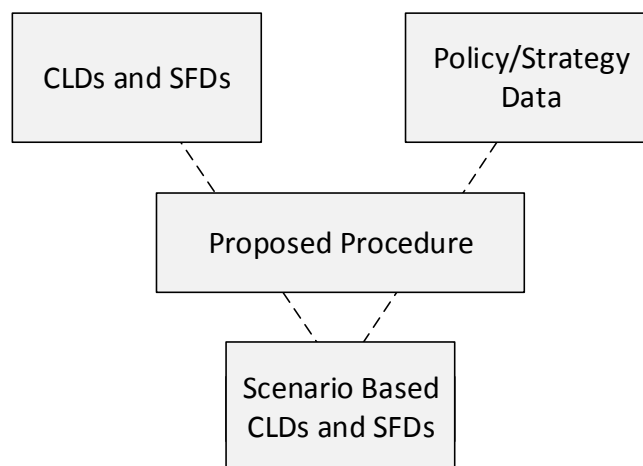 CLDs and SFDs
Policy/Strategy
Data
Proposed Procedure
Scenario Based
CLDs and SFDs